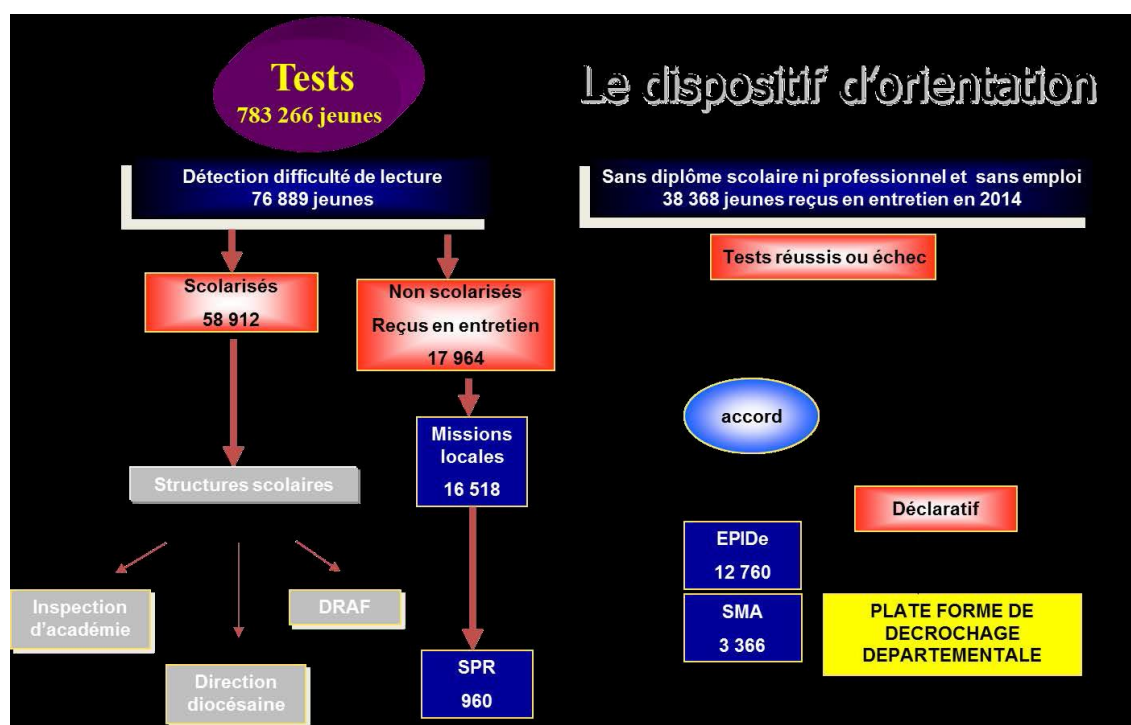 Tests
783 266 jeunes
Le dispositif d'orientation
Détection difficulté de lecture
76 889 jeunes
Sans diplôme scolaire ni professionnel et sans emploi
38 368 jeunes reçus en entretien en 2014
Tests réussis ou échec
Scolarisés
58 912
Non scolarisés
Reçus en entretien
17 964
accord
Missions
locales
16 518
Structures scolaires
Déclaratif
EPIDe
12 760
Inspection
d'académie
DRAF
SMA
3 366
PLATE FORME DE
DECROCHAGE
DEPARTEMENTALE
Direction
diocésaine
SPR
960